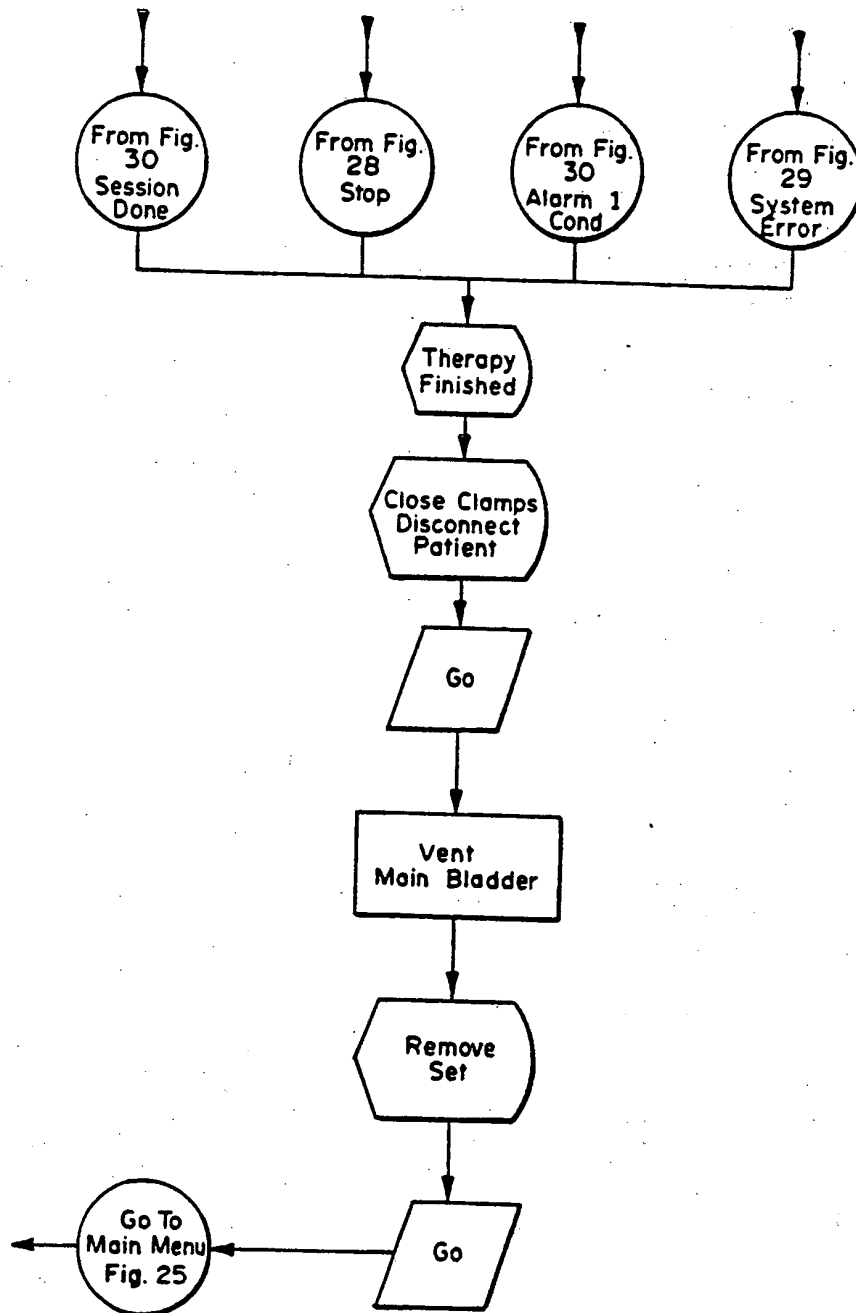 From Fig.
30
Session
Done
From Fig.
28
Stop
From Fig.
30
Alarm 1
Cond
From Fig.
29
System
Error
Therapy
Finished
Close Clamps
Disconnect
Patient
Go
Vent
Main Bladder
Remove
Set
Go
Go To
Main Menu
Fig. 25